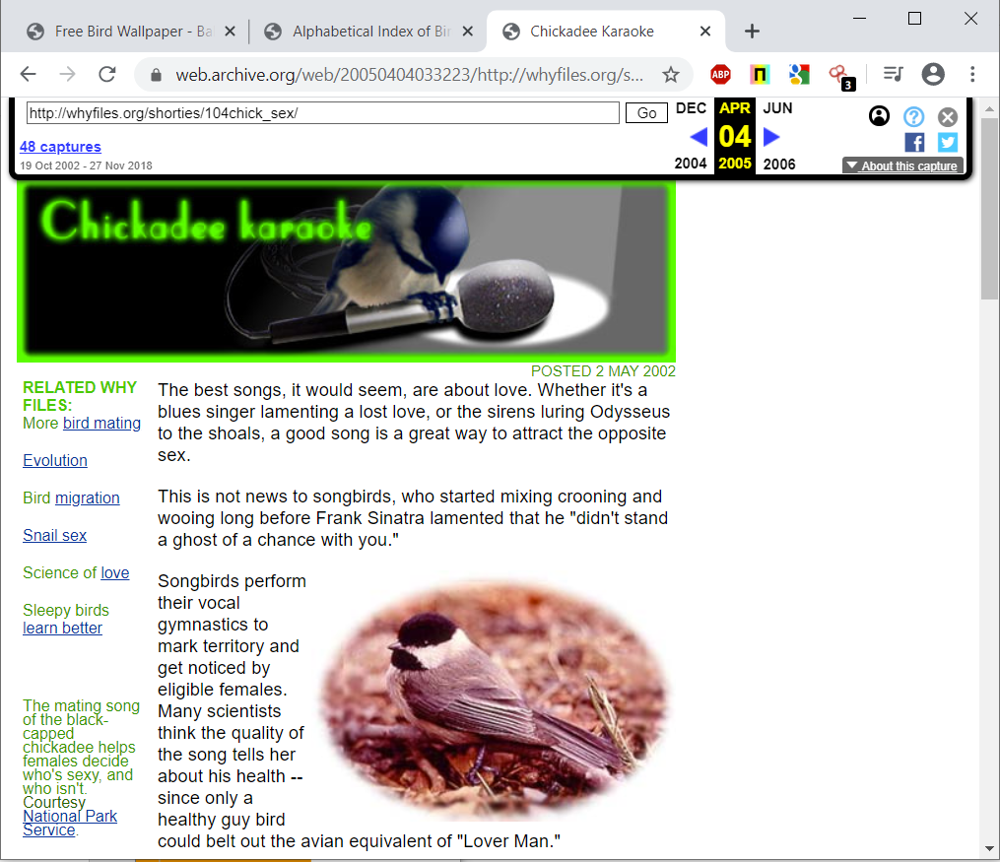 Free Bird Wallpaper - Ba
Alphabetical Index of Bir
Chickadee Karaoke
web.archive.org/web/20050404033223/http://whyfiles.org/s...
ABP
3
http://whyfiles.org/shorties/104chick_sex/
Go
DEC
APR
JUN
04
48 captures
19 Oct 2002 - 27 Nov 2018
2004
2005
2006
About this capture
Chickadee karaoke
POSTED 2 MAY 2002
RELATED WHY
FILES:
More bird mating
Evolution
Bird migration
Snail sex
Science of love
Sleepy birds
learn better
The mating song
of the black-
capped
chickadee helps
females decide
who's sexy, and
who isn't.
Courtesy
National Park
Service.
The best songs, it would seem, are about love. Whether it's a
blues singer lamenting a lost love, or the sirens luring Odysseus
to the shoals, a good song is a great way to attract the opposite
sex.
This is not news to songbirds, who started mixing crooning and
wooing long before Frank Sinatra lamented that he "didn't stand
a ghost of a chance with you."
Songbirds perform
their vocal
gymnastics to
mark territory and
get noticed by
eligible females.
Many scientists
think the quality of
the song tells her
about his health --
since only a
healthy guy bird
could belt out the avian equivalent of "Lover Man."